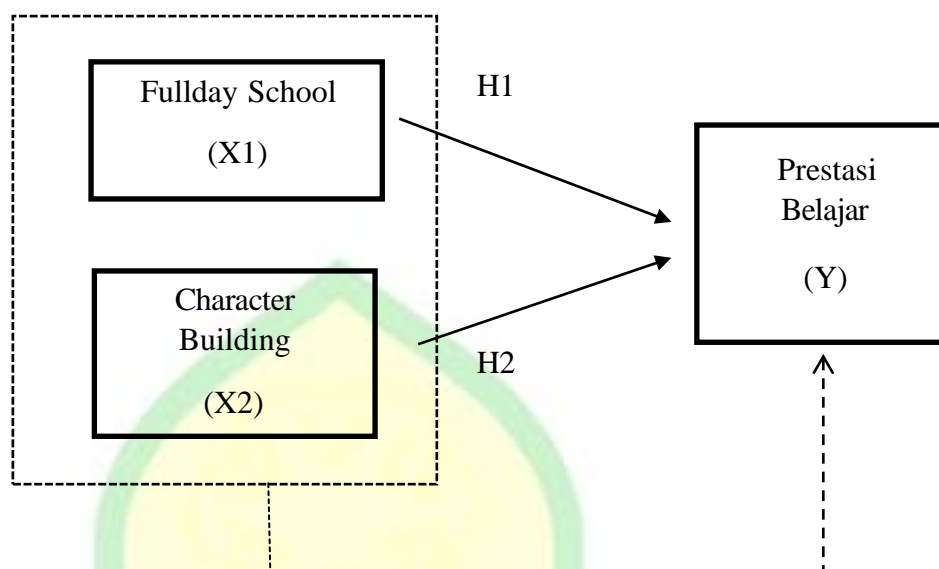 Fullday School
(X1)
H1
Prestasi
Belajar
(Y)
Character
Building
(X2)
H2